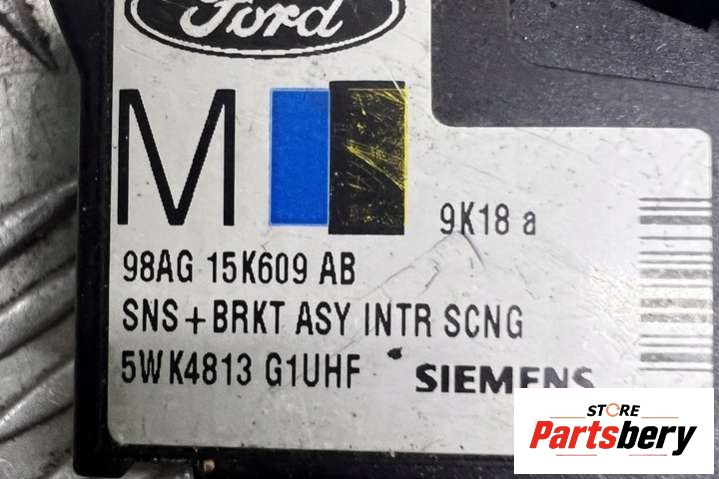 Ford
M
9K18 a
98AG 15K609 AB
SNS+BRKT ASY INTR SCNG
5WK4813 G1UHF SIEMENS
STORE
Partsbery